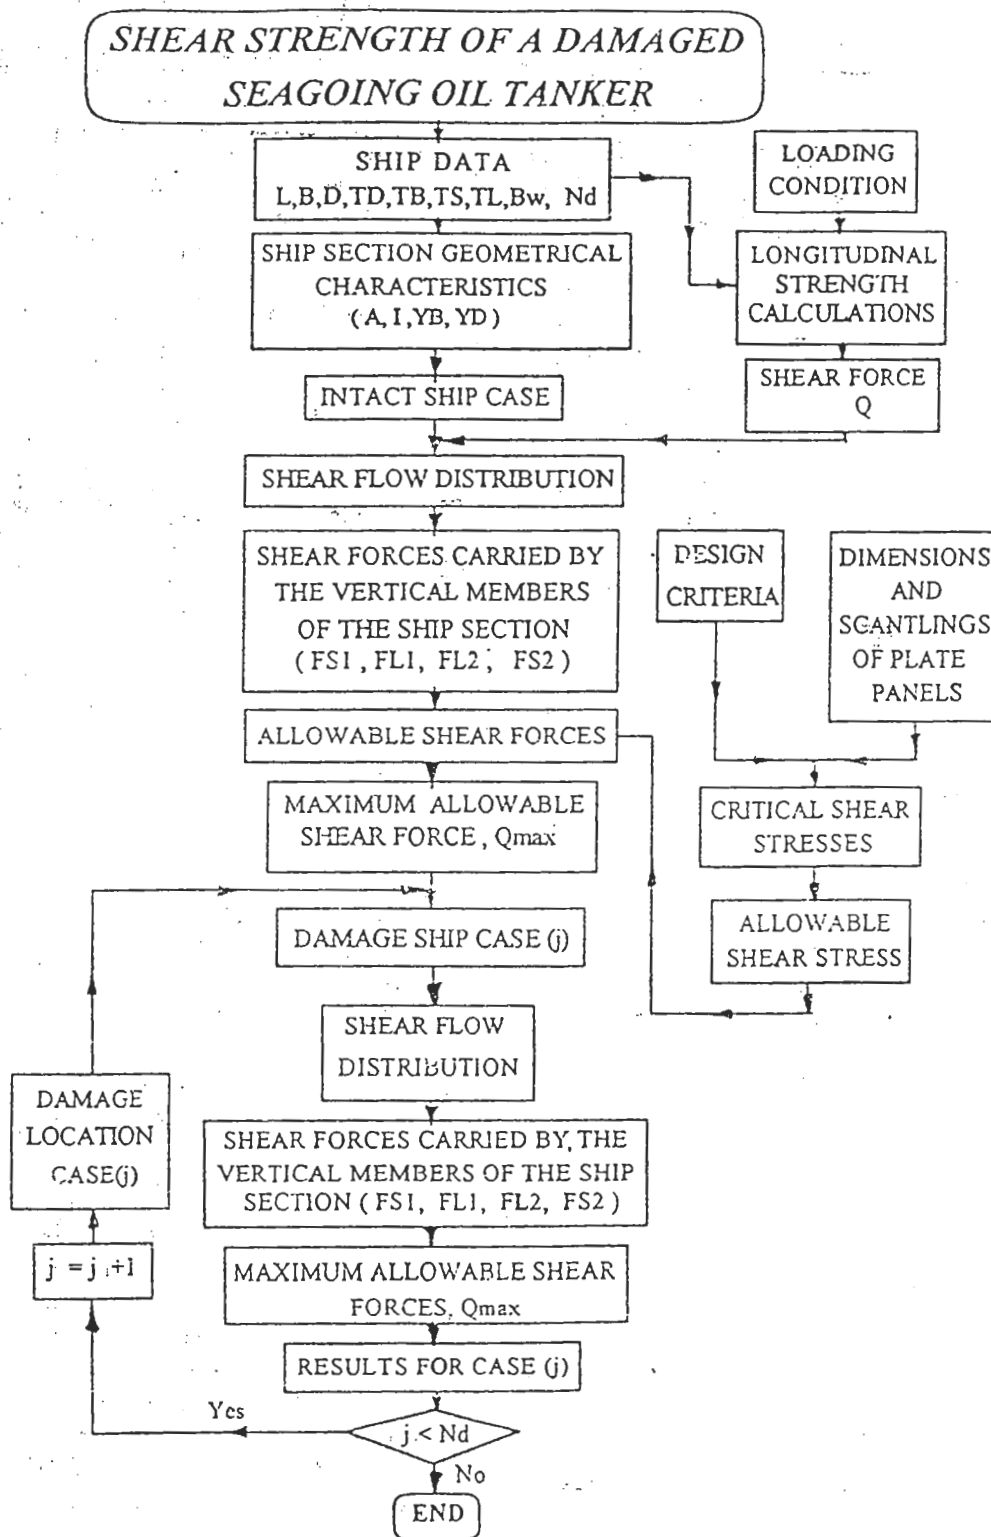 SHEAR STRENGTH OF A DAMAGED
SEAGOING OIL TANKER
SHIP DATA
L,B,D,TD,TB,TS,TL,Bw, Nd
LOADING
CONDITION
SHIP SECTION GEOMETRICAL
CHARACTERISTICS
(A, I, YB, YD)
LONGITUDINAL
STRENGTH
CALCULATIONS
INTACT SHIP CASE
SHEAR FORCE
Q
SHEAR FLOW DISTRIBUTION
SHEAR FORCES CARRIED BY
THE VERTICAL MEMBERS
OF THE SHIP SECTION
(FS1, FL1, FL2, FS2)
DESIGN
CRITERIA
DIMENSIONS
AND
SCANTLINGS
OF PLATE
PANELS
ALLOWABLE SHEAR FORCES
MAXIMUM ALLOWABLE
SHEAR FORCE, Qmax
CRITICAL SHEAR
STRESSES
DAMAGE SHIP CASE (j)
ALLOWABLE
SHEAR STRESS
SHEAR FLOW
DISTRIBUTION
DAMAGE
LOCATION
CASE(j)
SHEAR FORCES CARRIED BY, THE
VERTICAL MEMBERS OF THE SHIP
SECTION (FS1, FL1, FL2, FS2)
j = j +1
MAXIMUM ALLOWABLE SHEAR
FORCES, Qmax
RESULTS FOR CASE (j)
Yes
j < Nd
No
END